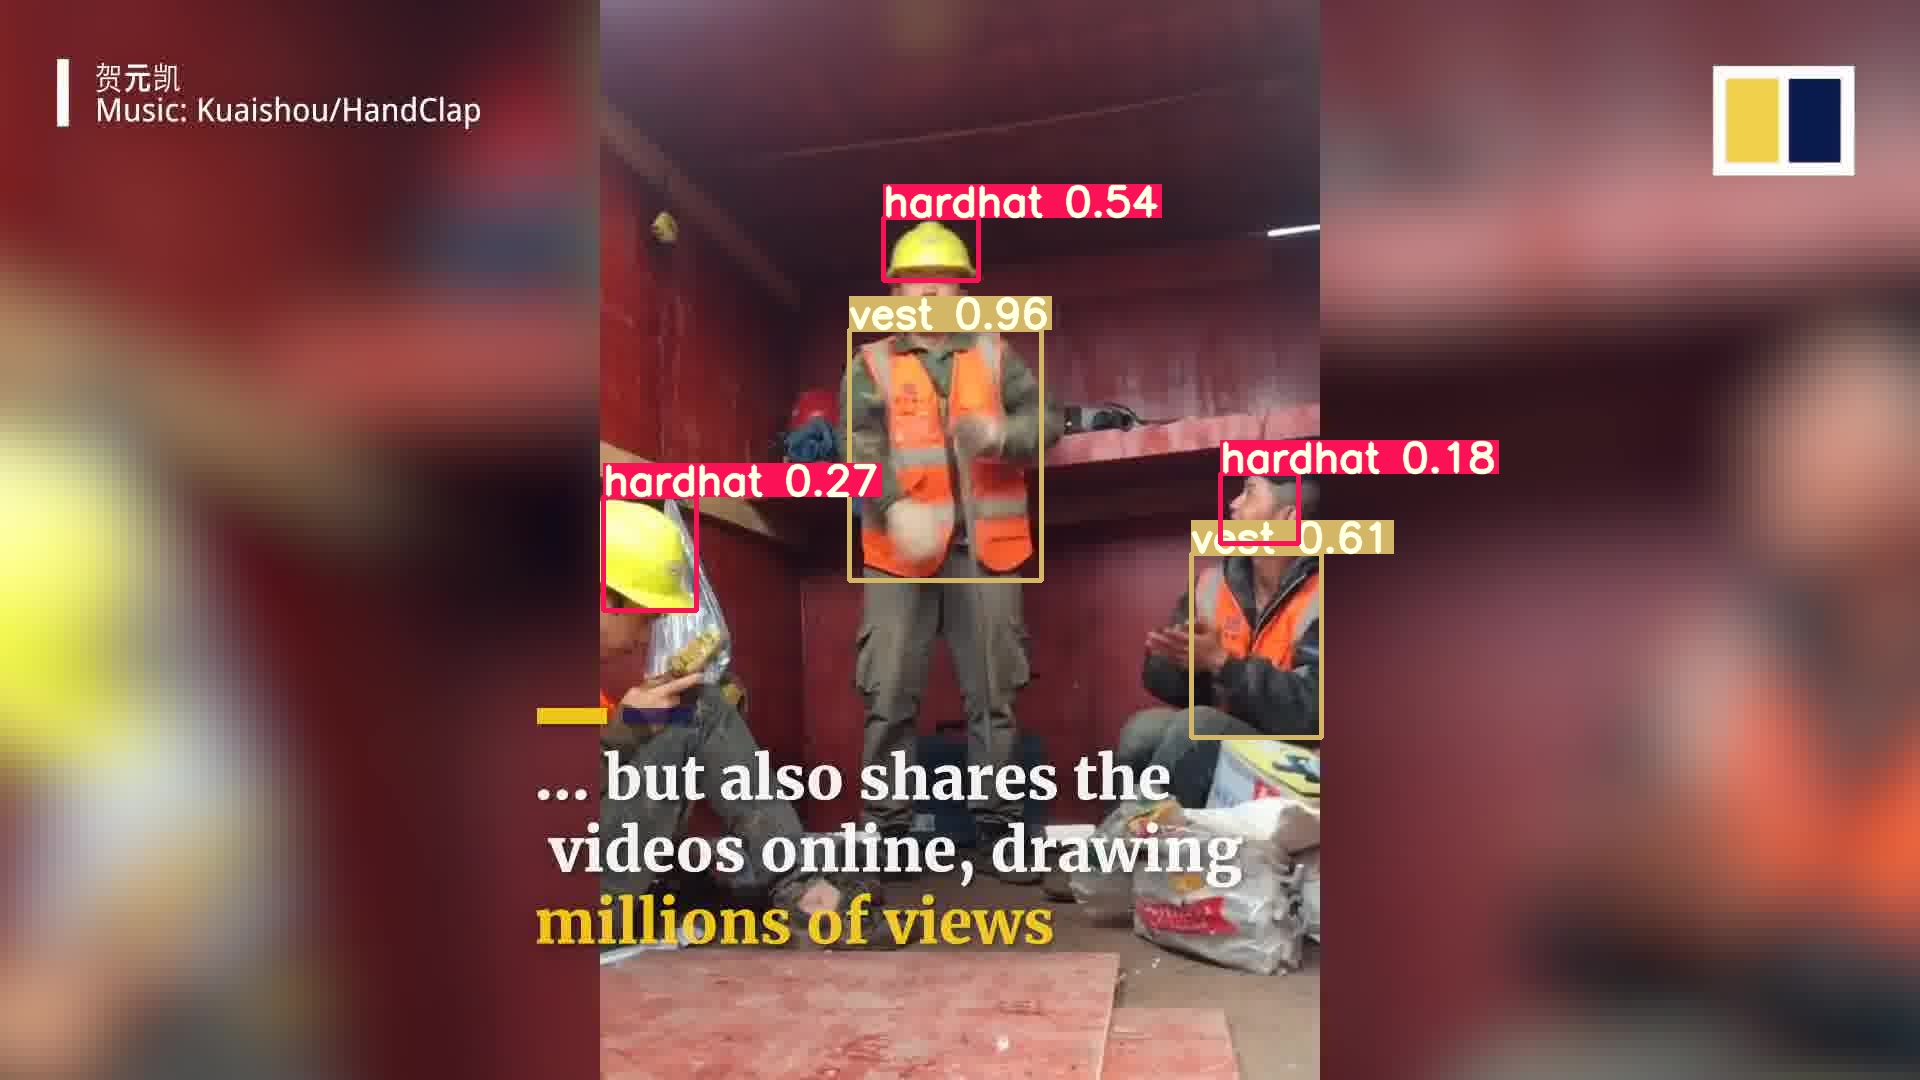 贺元凯
Music: Kuaishou/HandClap
hardhat 0.54
vest 0.96
hardhat 0.18
hardhat 0.27
vest 0.61
... but also shares the
videos online, drawing
millions of views